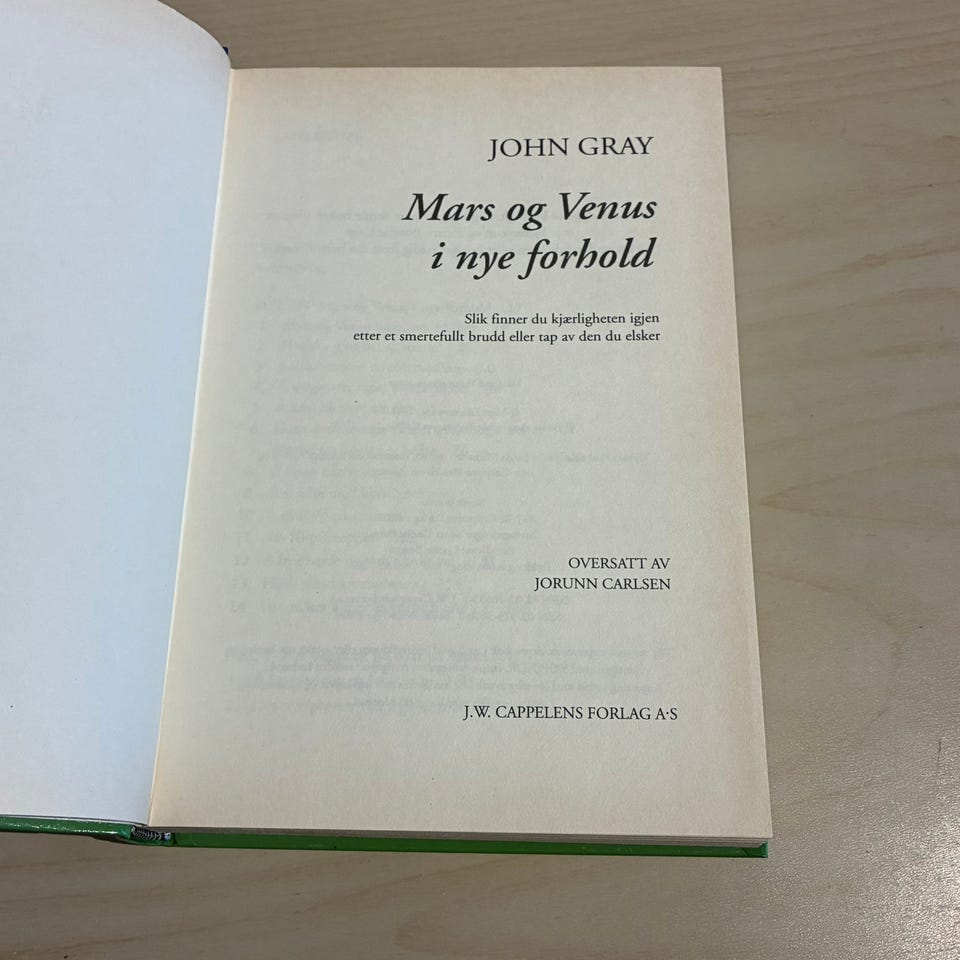 JOHN GRAY
Mars og Venus
i nye forhold
Slik finner du kjærligheten igjen
etter et smertefullt brudd eller tap av den du elsker
OVERSATT AV
JORUNN CARLSEN
J.W. CAPPELENS FORLAG A·S